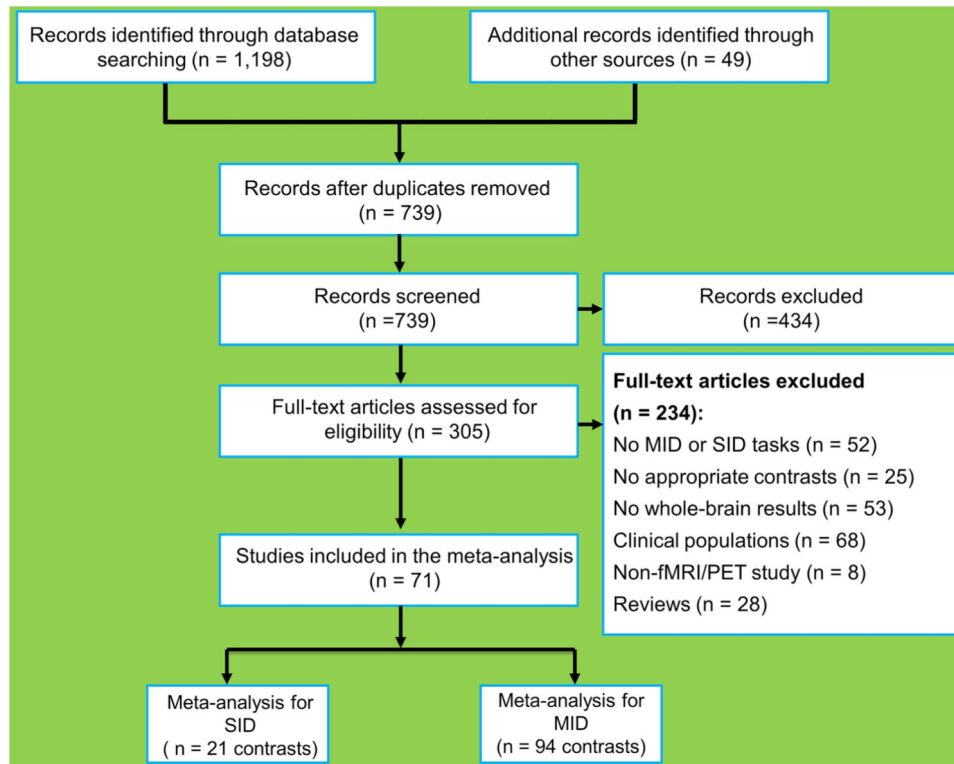 Records identified through database
searching (n = 1,198)
Additional records identified through
other sources (n = 49)
Records after duplicates removed
(n = 739)
Records screened
(n =739)
Records excluded
(n =434)
Full-text articles assessed for
eligibility (n = 305)
Full-text articles excluded
(n = 234):
No MID or SID tasks (n = 52)
No appropriate contrasts (n = 25)
No whole-brain results (n = 53)
Clinical populations (n = 68)
Non-fMRI/PET study (n = 8)
Reviews (n = 28)
Studies included in the meta-analysis
(n = 71)
Meta-analysis for
SID
( n = 21 contrasts)
Meta-analysis for
MID
(n = 94 contrasts)